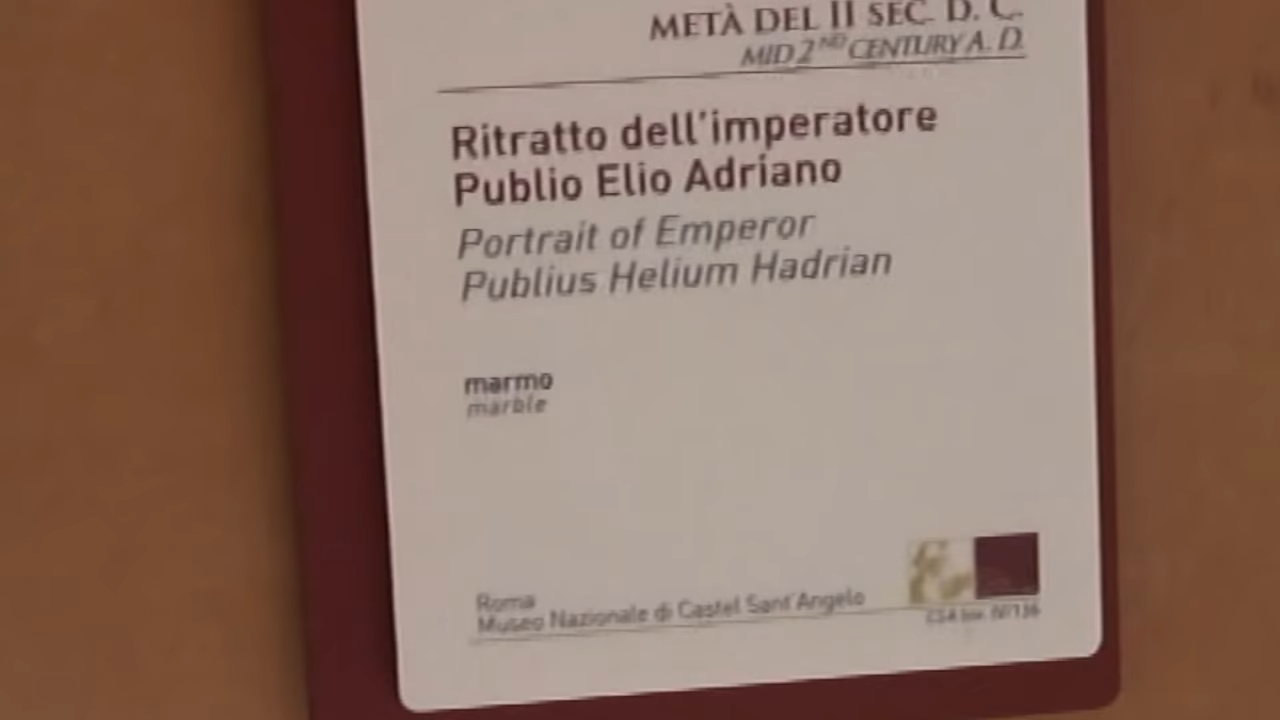 METÀ DEL II SEC. D. C.
MID 2ND CENTURY A. D.
Ritratto dell'imperatore
Publio Elio Adriano
Portrait of Emperor
Publius Helium Hadrian
marmo
marble
Roma
Museo Nazionale di Castel Sant'Angelo